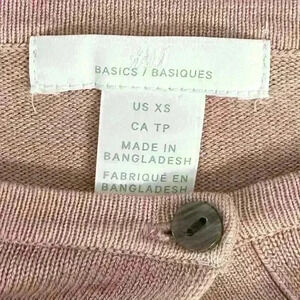 BASICS / BASIQUES
US XS
CA TP
MADE IN
BANGLADESH
FABRIQUÉ EN
BANGLADESH